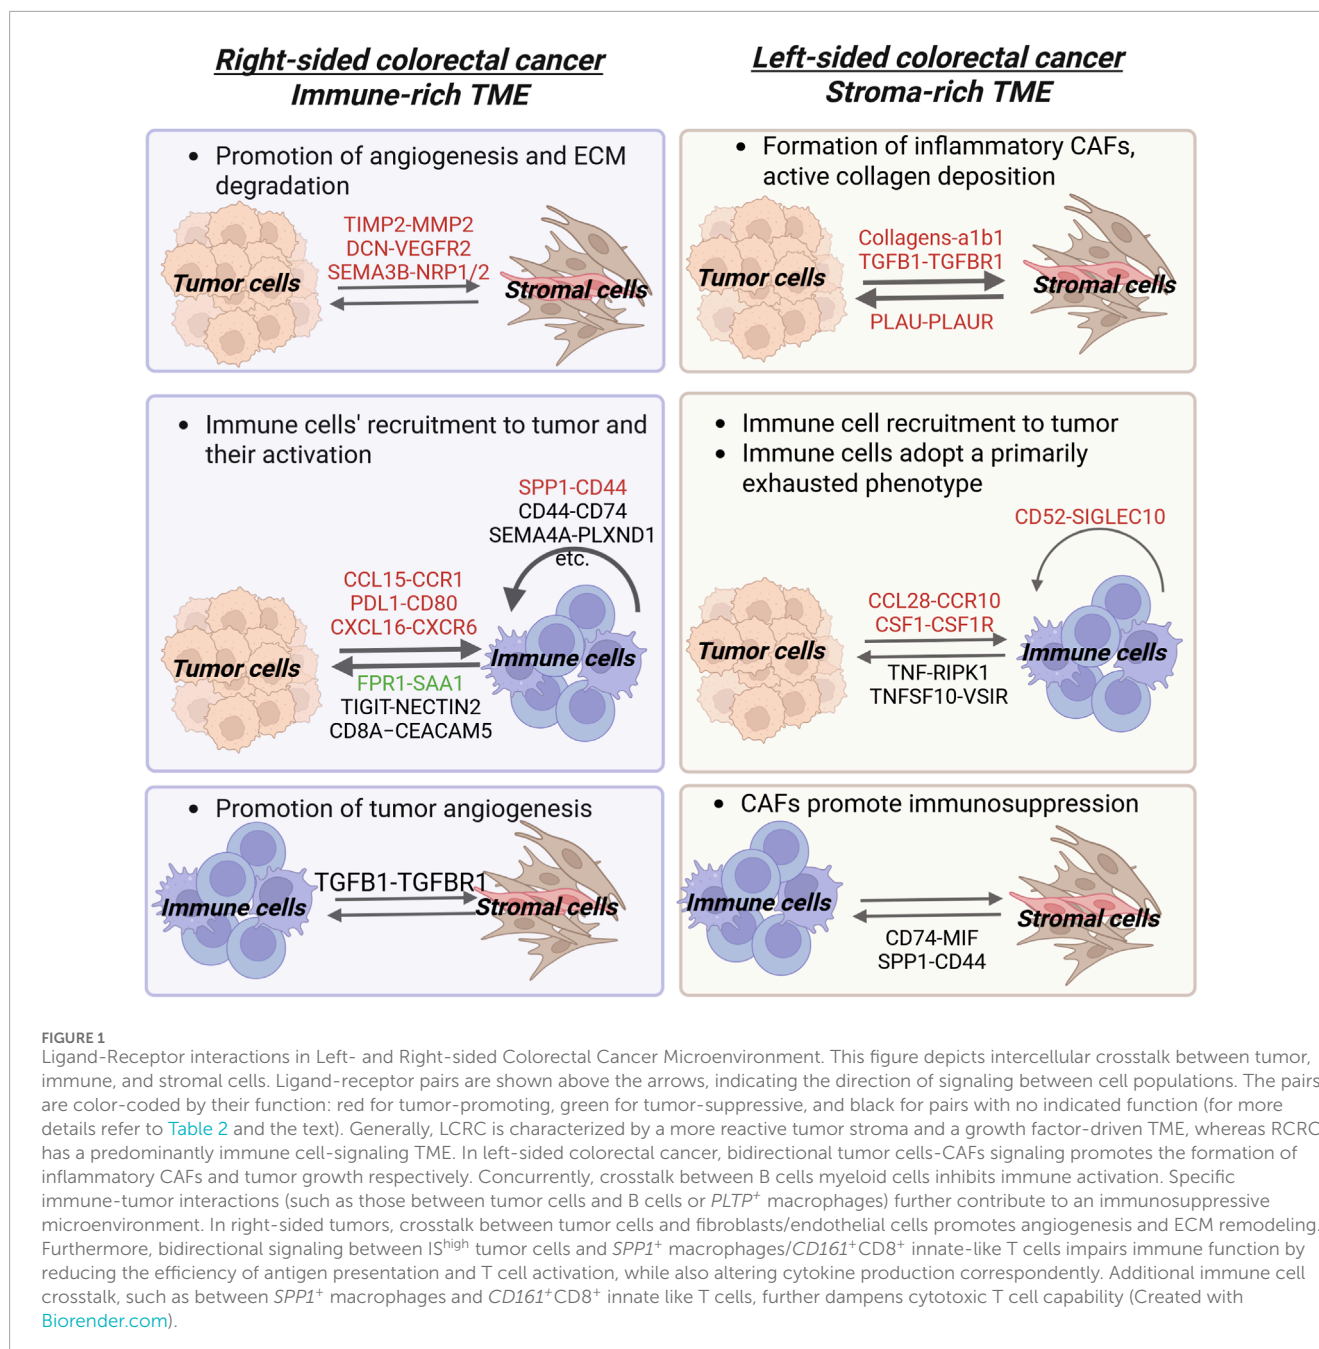 Right-sided colorectal cancer
Immune-rich TME
Left-sided colorectal cancer
Stroma-rich TME
• Promotion of angiogenesis and ECM
degradation
TIMP2-MMP2
DCN-VEGFR2
SEMA3B-NRP1/2
Tumor cells
Stromal cells
• Formation of inflammatory CAFs,
active collagen deposition
Collagens-a1b1
TGFB1-TGFBR1
Tumor cells
Stromal cells
PLAU-PLAUR
• Immune cells' recruitment to tumor and
their activation
SPP1-CD44
CD44-CD74
SEMA4A-PLXND1
etc.
CCL15-CCR1
PDL1-CD80
CXCL16-CXCR6
Tumor cells
Immune cells
FPR1-SAA1
TIGIT-NECTIN2
CD8A–CEACAM5
• Immune cell recruitment to tumor
• Immune cells adopt a primarily
exhausted phenotype
CD52-SIGLEC10
CCL28-CCR10
CSF1-CSF1R
Tumor cells
Immune cells
TNF-RIPK1
TNFSF10-VSIR
• Promotion of tumor angiogenesis
TGFB1-TGFBR1
Immune cells
Stromal cells
• CAFs promote immunosuppression
Immune cells
Stromal cells
CD74-MIF
SPP1-CD44
FIGURE 1
Ligand-Receptor interactions in Left- and Right-sided Colorectal Cancer Microenvironment. This figure depicts intercellular crosstalk between tumor,
immune, and stromal cells. Ligand-receptor pairs are shown above the arrows, indicating the direction of signaling between cell populations. The pairs
are color-coded by their function: red for tumor-promoting, green for tumor-suppressive, and black for pairs with no indicated function (for more
details refer to Table 2 and the text). Generally, LCRC is characterized by a more reactive tumor stroma and a growth factor-driven TME, whereas RCRC
has a predominantly immune cell-signaling TME. In left-sided colorectal cancer, bidirectional tumor cells-CAFs signaling promotes the formation of
inflammatory CAFs and tumor growth respectively. Concurrently, crosstalk between B cells myeloid cells inhibits immune activation. Specific
immune-tumor interactions (such as those between tumor cells and B cells or PLTP⁺ macrophages) further contribute to an immunosuppressive
microenvironment. In right-sided tumors, crosstalk between tumor cells and fibroblasts/endothelial cells promotes angiogenesis and ECM remodeling.
Furthermore, bidirectional signaling between IS^high tumor cells and SPP1⁺ macrophages/CD161⁺CD8⁺ innate-like T cells impairs immune function by
reducing the efficiency of antigen presentation and T cell activation, while also altering cytokine production correspondently. Additional immune cell
crosstalk, such as between SPP1⁺ macrophages and CD161⁺CD8⁺ innate like T cells, further dampens cytotoxic T cell capability (Created with
Biorender.com).